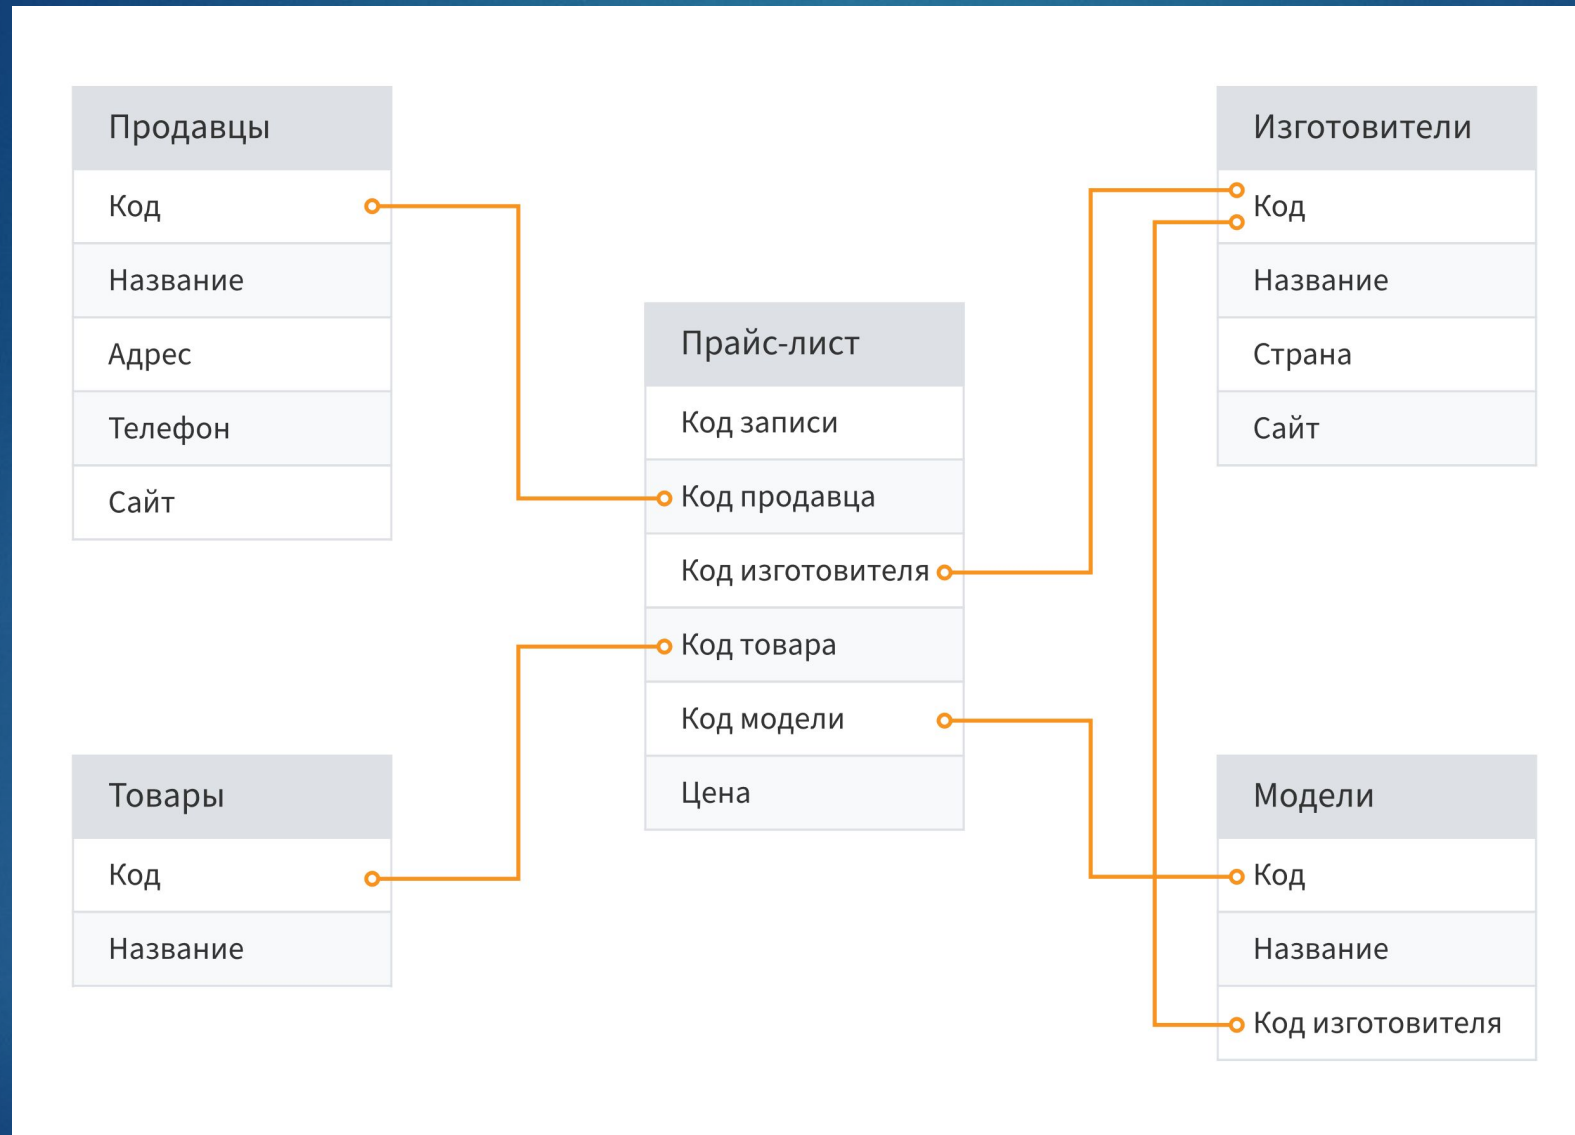 Продавцы
Код
Название
Адрес
Телефон
Сайт
Товары
Код
Название
Прайс-лист
Код записи
Код продавца
Код изготовителя
Код товара
Код модели
Цена
Изготовители
Код
Название
Страна
Сайт
Модели
Код
Название
Код изготовителя